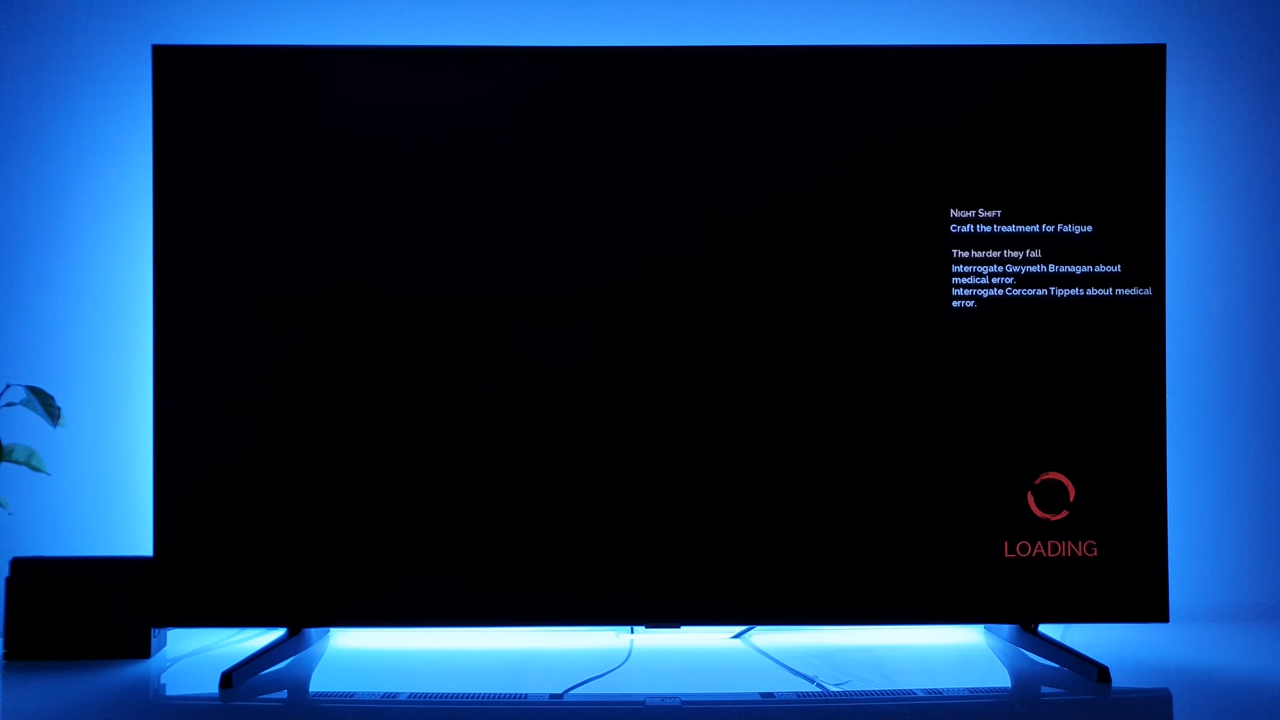 Night Shift
Craft the treatment for Fatigue
The harder they fall
Interrogate Gwyneth Branagan about
medical error.
Interrogate Corcoran Tippets about medical
error.
LOADING